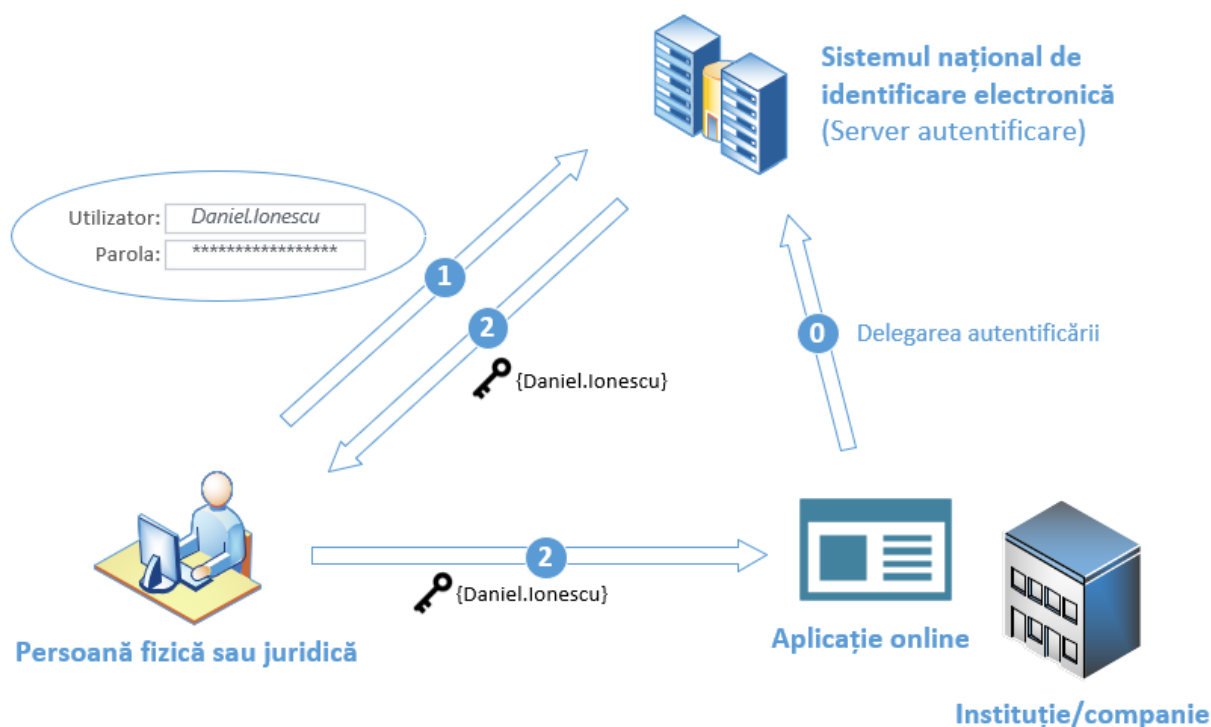 Sistemul național de
identificare electronică
(Server autentificare)
Utilizator: Daniel.Ionescu
Parola: *****************
1
2
{Daniel.Ionescu}
0 Delegarea autentificării
2
{Daniel.Ionescu}
Persoană fizică sau juridică
Aplicație online
Instituție/companie